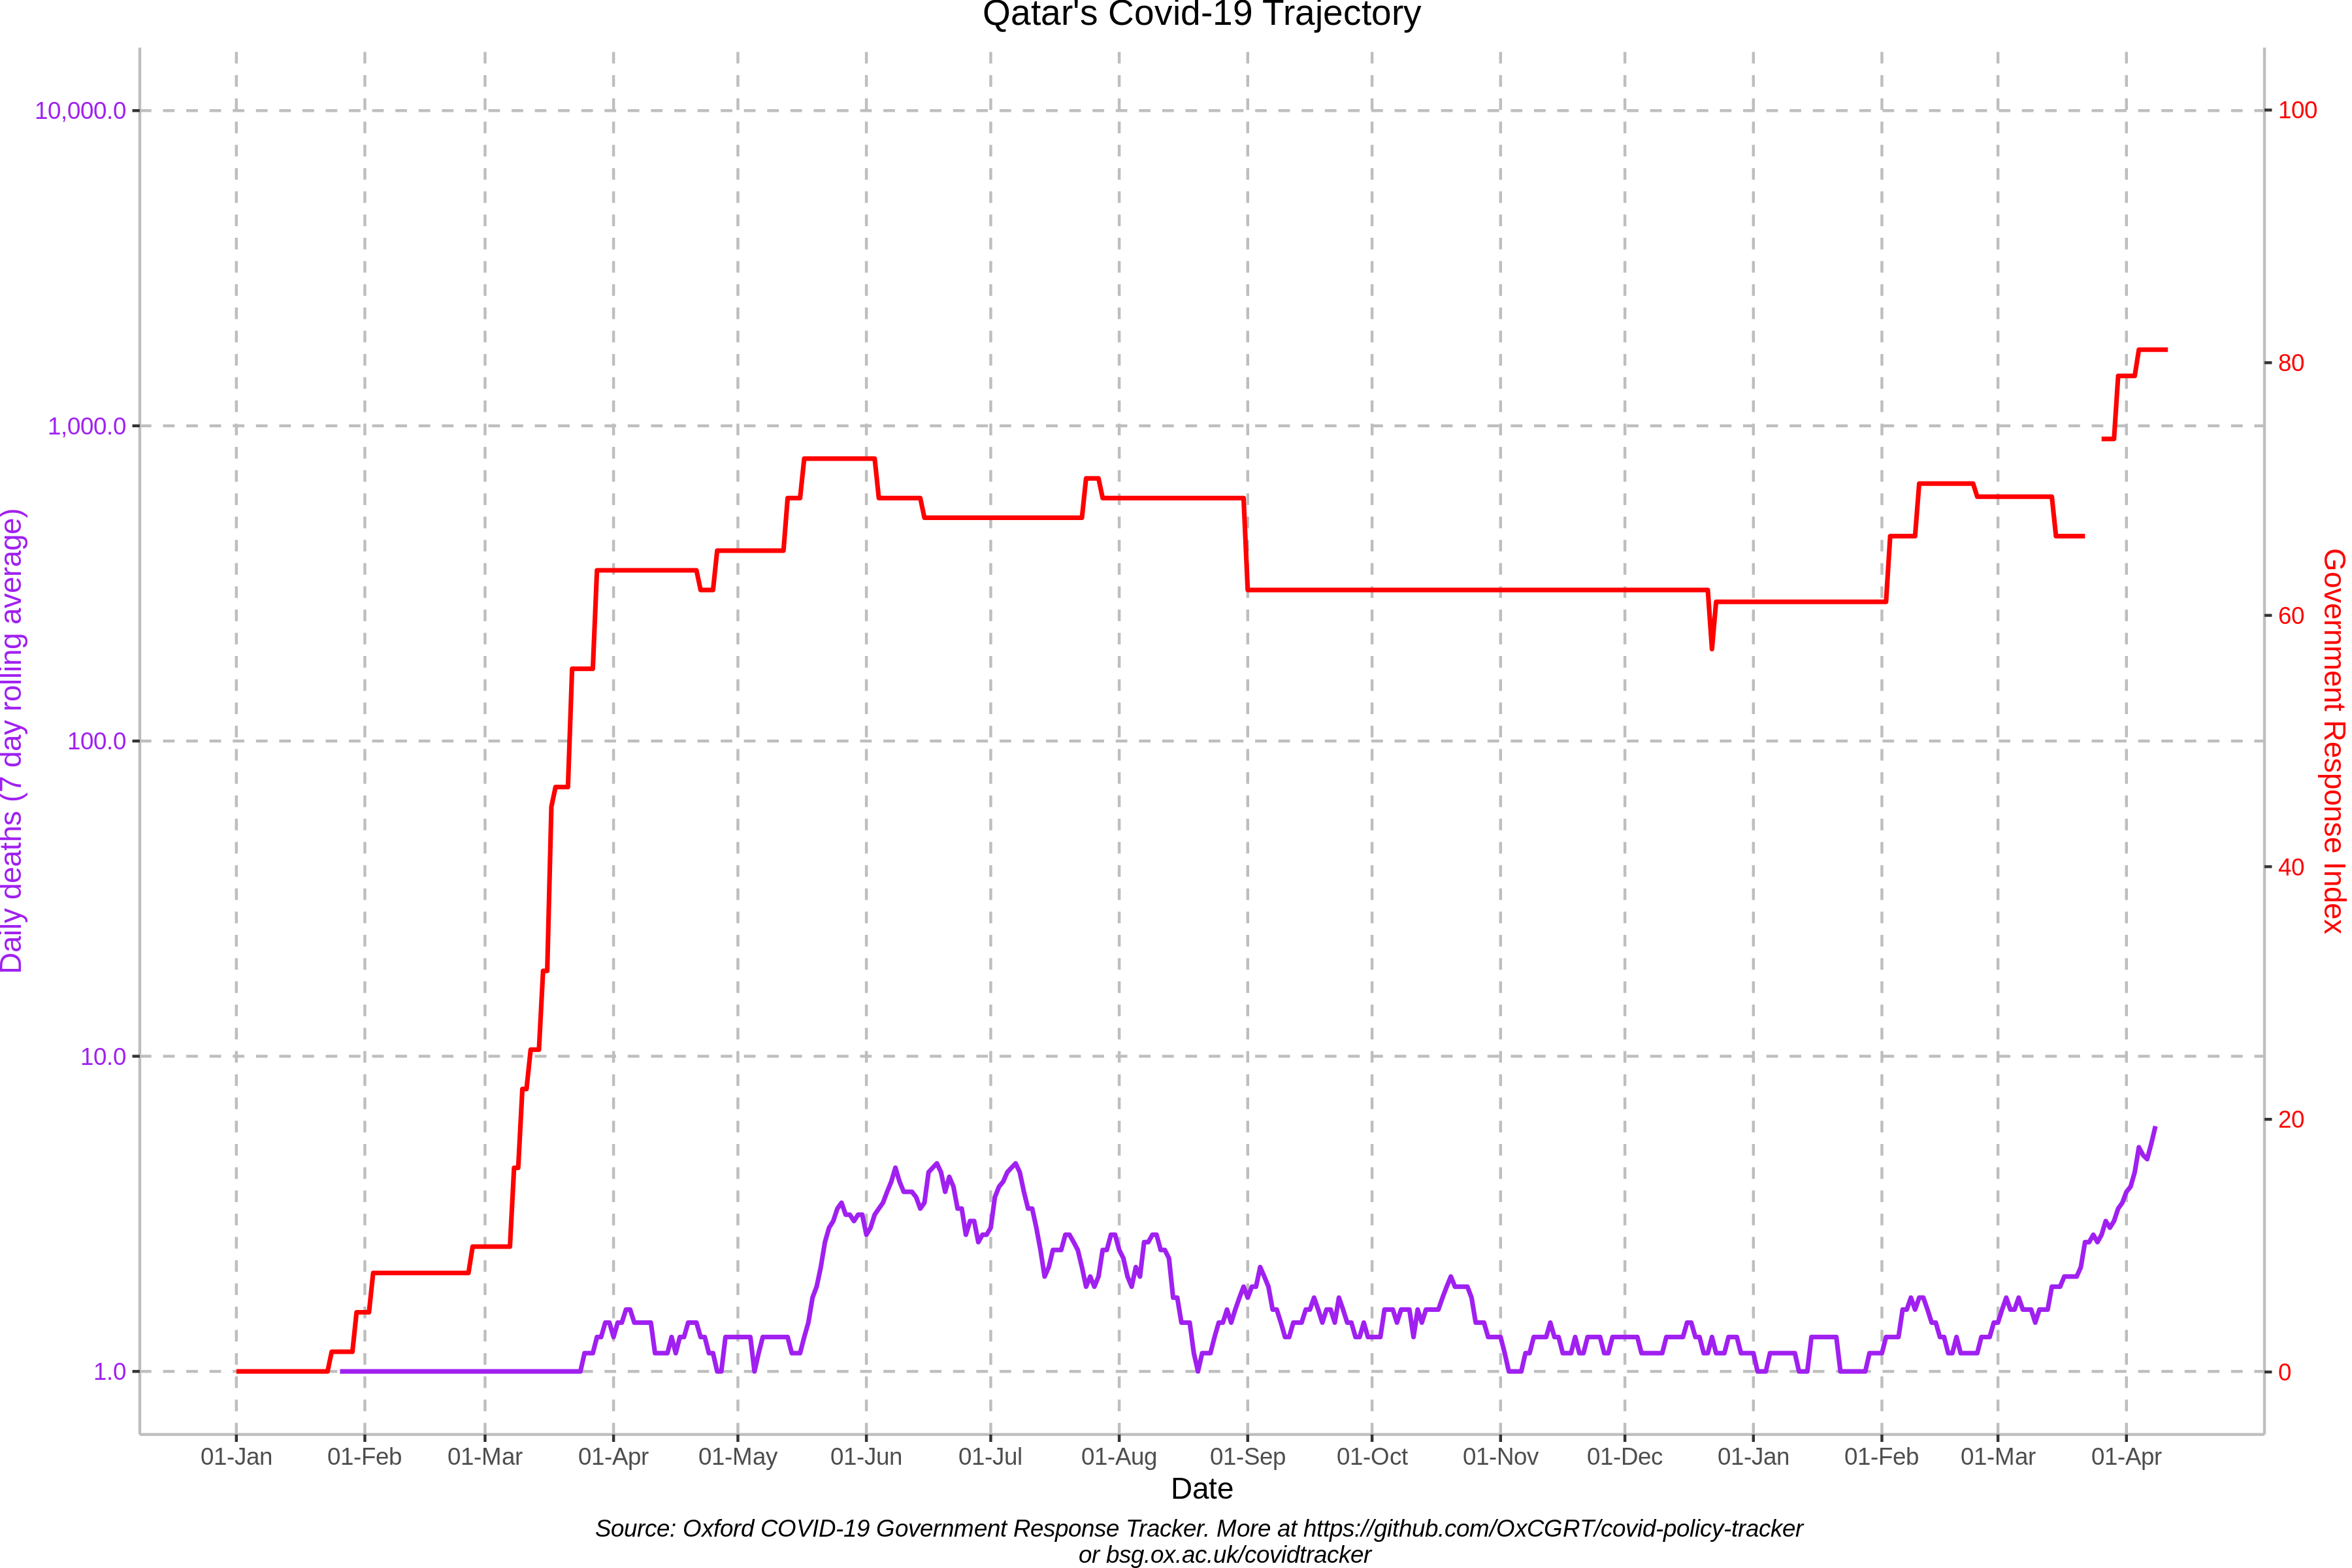 Qatar's Covid-19 Trajectory
10,000.0
1,000.0
100.0
10.0
1.0
Daily deaths (7 day rolling average)
100
80
60
40
20
0
Government Response Index
01-Jan 01-Feb 01-Mar 01-Apr 01-May 01-Jun 01-Jul 01-Aug 01-Sep 01-Oct 01-Nov 01-Dec 01-Jan 01-Feb 01-Mar 01-Apr
Date
Source: Oxford COVID-19 Government Response Tracker. More at https://github.com/OxCGRT/covid-policy-tracker
or bsg.ox.ac.uk/covidtracker